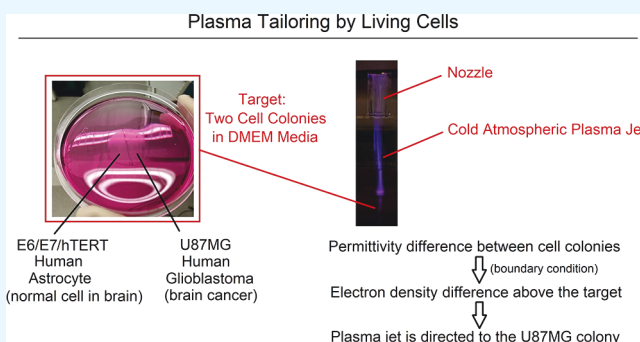 Plasma Tailoring by Living Cells
Target:
Two Cell Colonies
in DMEM Media
Nozzle
Cold Atmospheric Plasma Je
E6/E7/hTERT
Human
Astrocyte
(normal cell in brain)
U87MG
Human
Glioblastoma
(brain cancer)
Permittivity difference between cell colonies
(boundary condition)
Electron density difference above the target
Plasma jet is directed to the U87MG colony